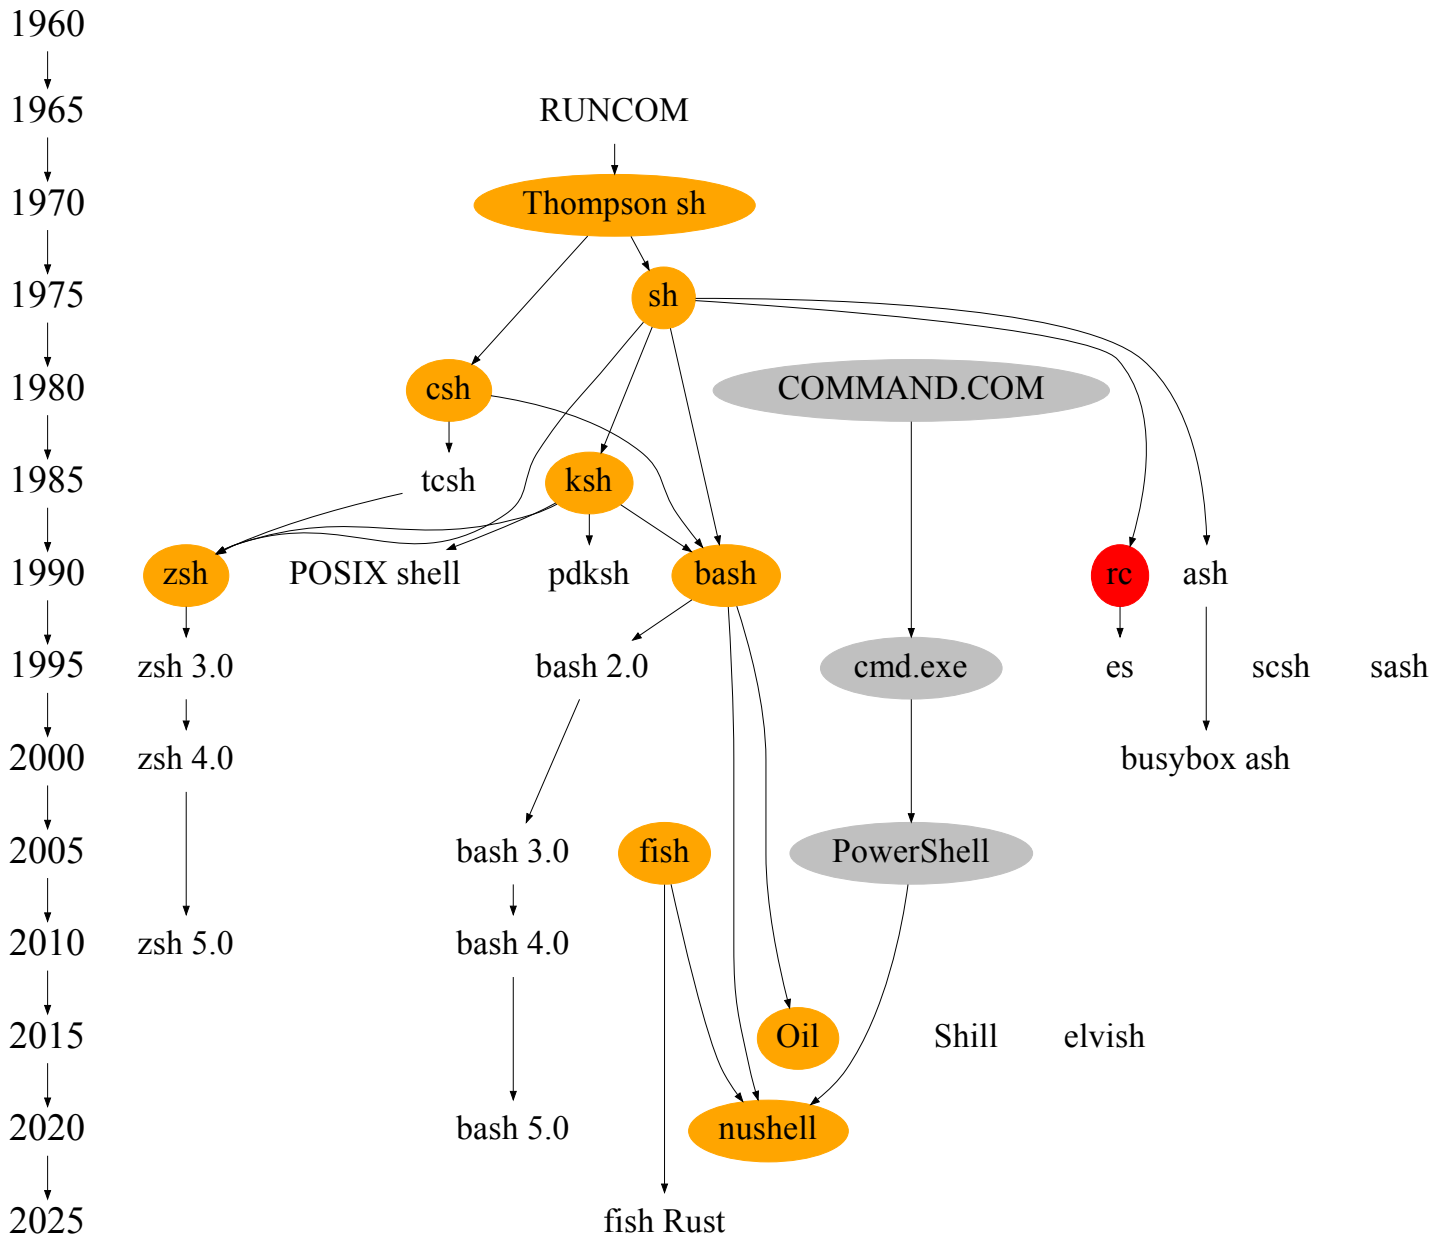 1960
1965 RUNCOM
1970 Thompson sh
1975 sh
1980 csh COMMAND.COM
1985 tcsh ksh
1990 zsh POSIX shell pdksh bash rc ash
1995 zsh 3.0 bash 2.0 cmd.exe es scsh sash
2000 zsh 4.0 busybox ash
2005 bash 3.0 fish PowerShell
2010 zsh 5.0 bash 4.0
2015 Oil Shill elvish
2020 bash 5.0 nushell
2025 fish Rust